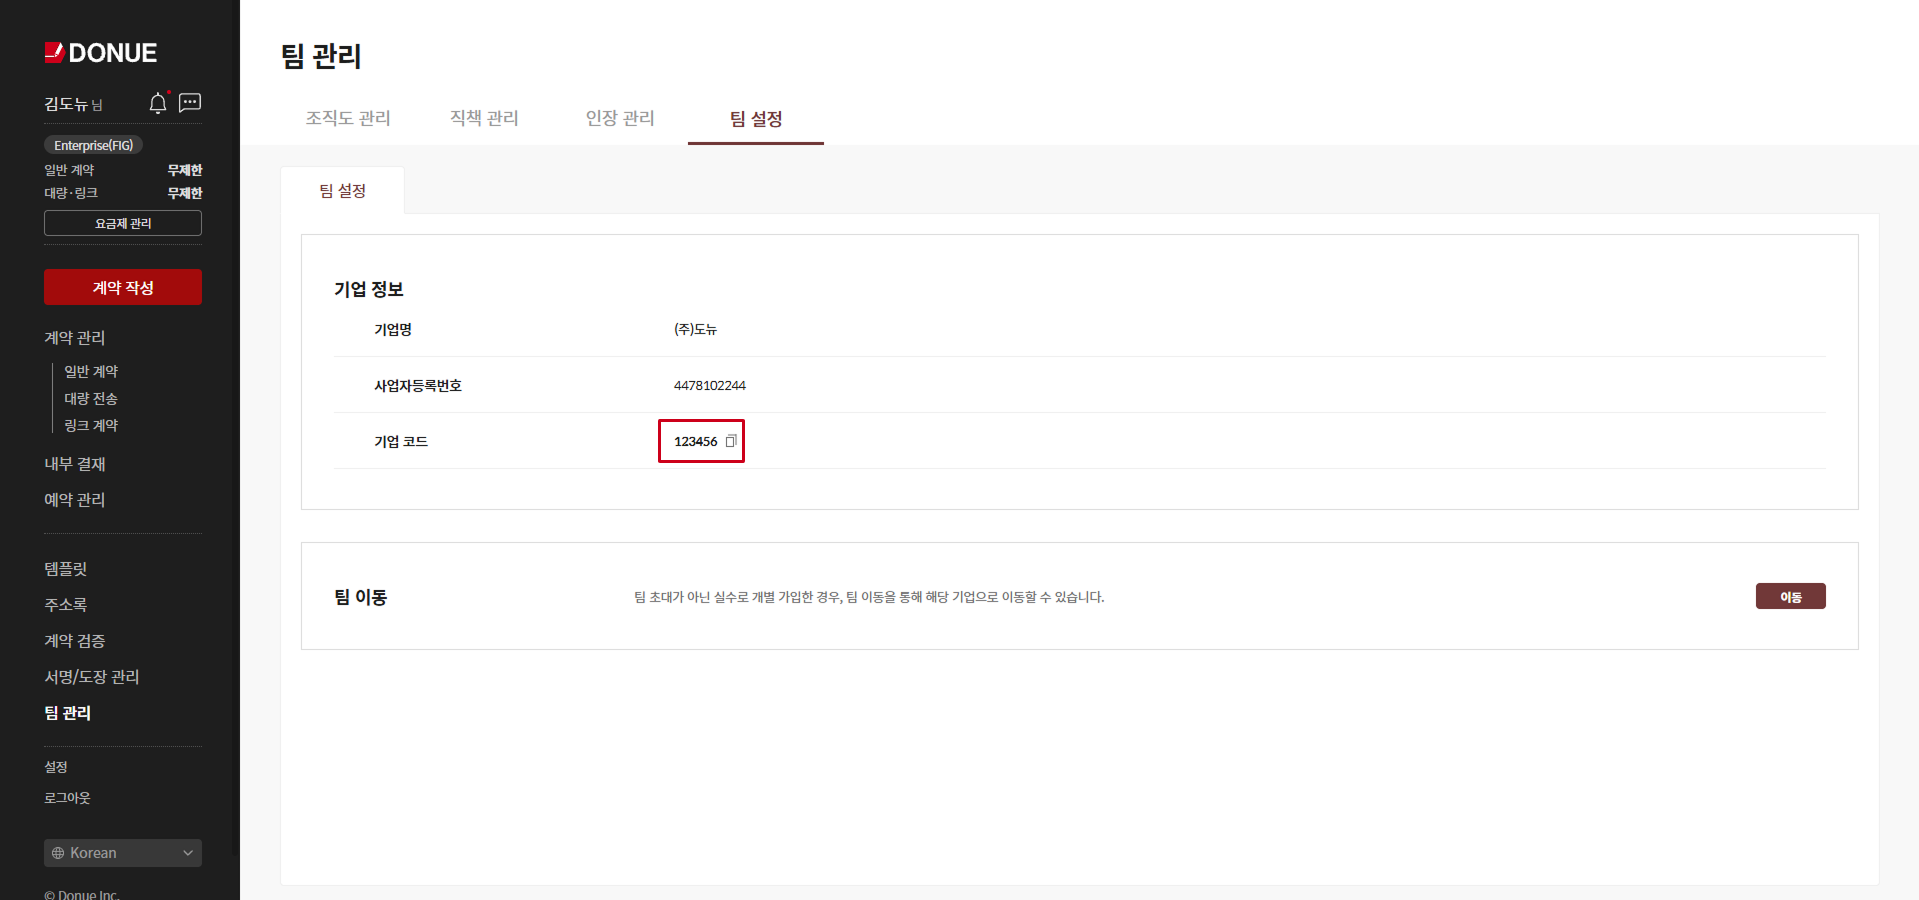 DONUE
김도뉴 님
Enterprise(FIG)
일반 계약 무제한
대량·링크 무제한
요금제 관리
계약 작성
계약 관리
일반 계약
대량 전송
링크 계약
내부 결재
예약 관리
템플릿
주소록
계약 검증
서명/도장 관리
팀 관리
설정
로그아웃
Korean
© Donue Inc.
팀 관리
조직도 관리 직책 관리 인장 관리 팀 설정
팀 설정
기업 정보
기업명 (주)도뉴
사업자등록번호 4478102244
기업 코드 123456
팀 이동 팀 초대가 아닌 실수로 개별 가입한 경우, 팀 이동을 통해 해당 기업으로 이동할 수 있습니다. 이동